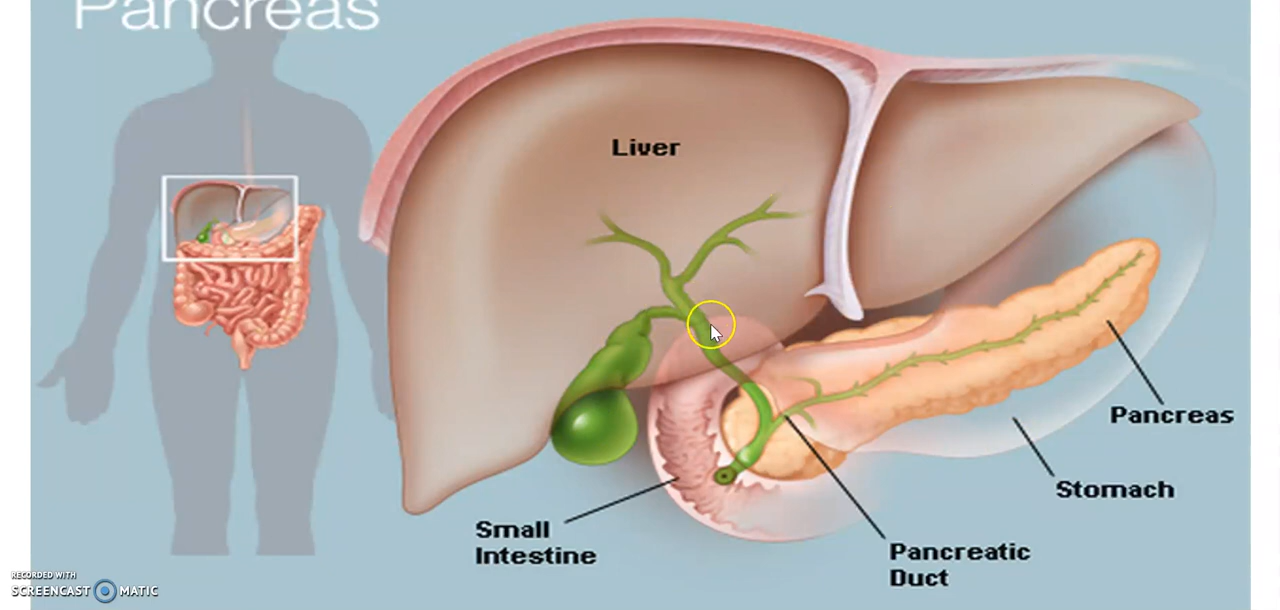 Pancreas
Liver
Pancreas
Stomach
Small
Intestine
Pancreatic
Duct
RECORDED WITH
SCREENCAST MATIC